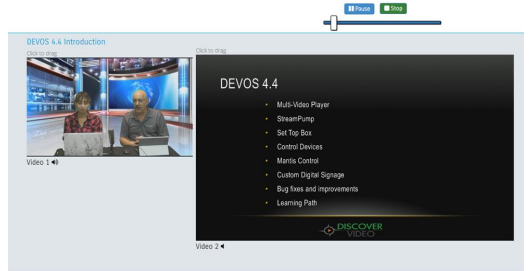 Pause
Stop
DEVOS 4.4 Introduction
Click to drag
Click to drag
DEVOS 4.4
• Multi-Video Player
• StreamPump
• Set Top Box
• Control Devices
• Mantis Control
• Custom Digital Signage
• Bug fixes and improvements
• Learning Path
DISCOVER
VIDEO
Video 1
Video 2